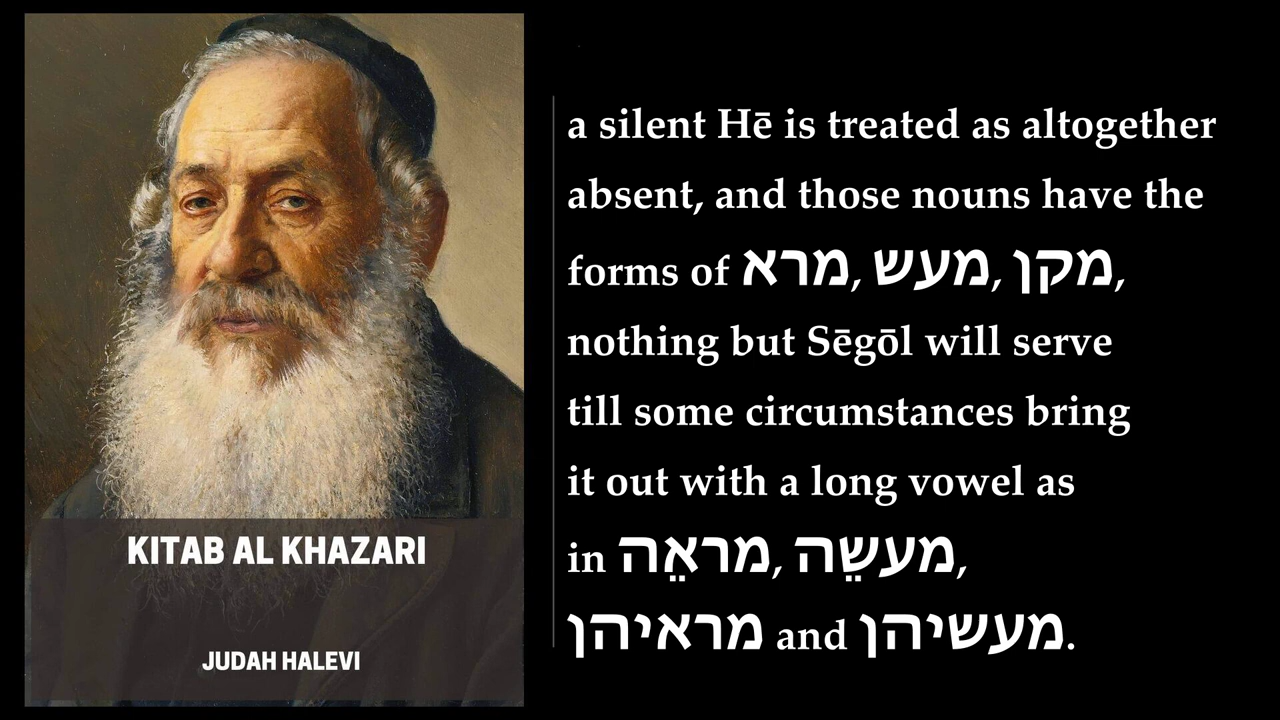 KITAB AL KHAZARI
JUDAH HALEVI
a silent Hē is treated as altogether
absent, and those nouns have the
forms of מרא, מעש, מקן,
nothing but Sēgōl will serve
till some circumstances bring
it out with a long vowel as
in מראֵה, מעשֵה,
מראיהן and מעשיהן.